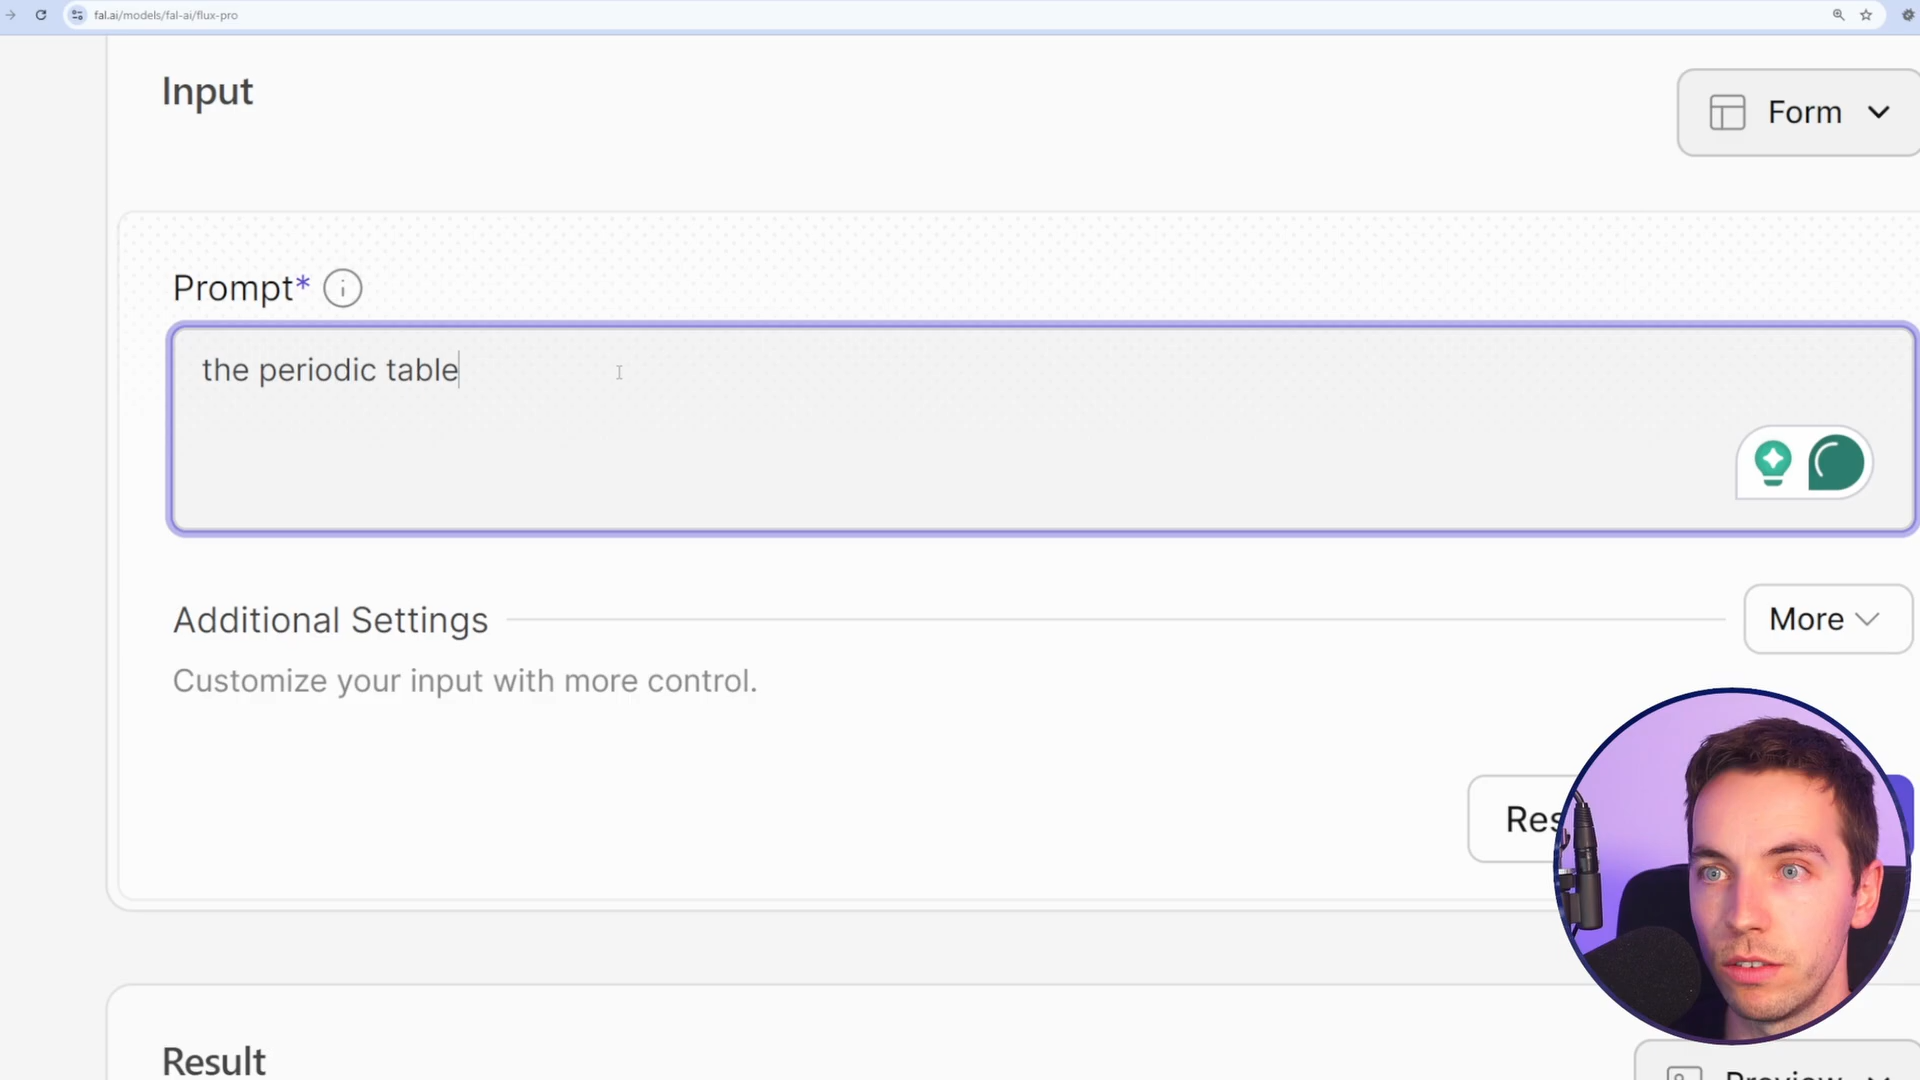 fal.ai/models/fal-ai/flux-pro
Input
Form
Prompt*
the periodic table
Additional Settings
More
Customize your input with more control.
Res
Result
Preview